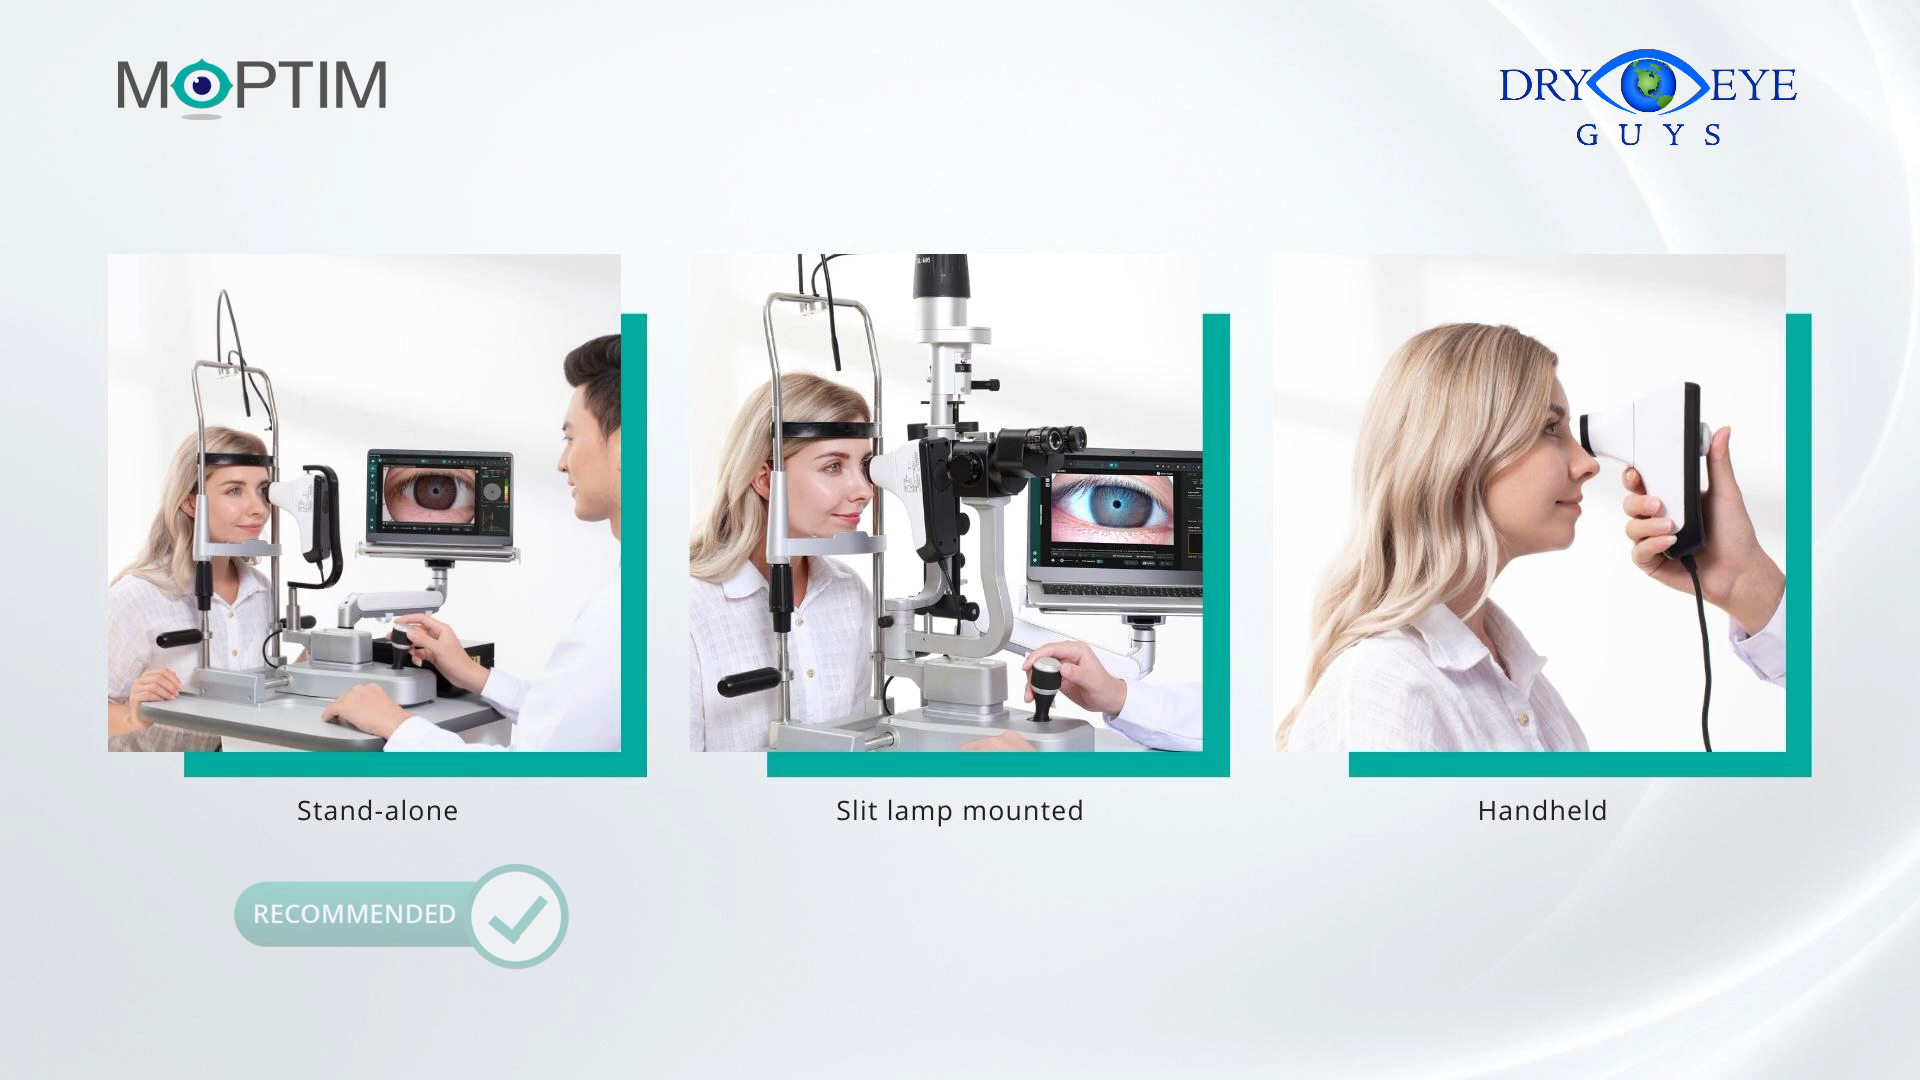 MOPTIM
DRY EYE
GUYS
Stand-alone
Slit lamp mounted
Handheld
RECOMMENDED